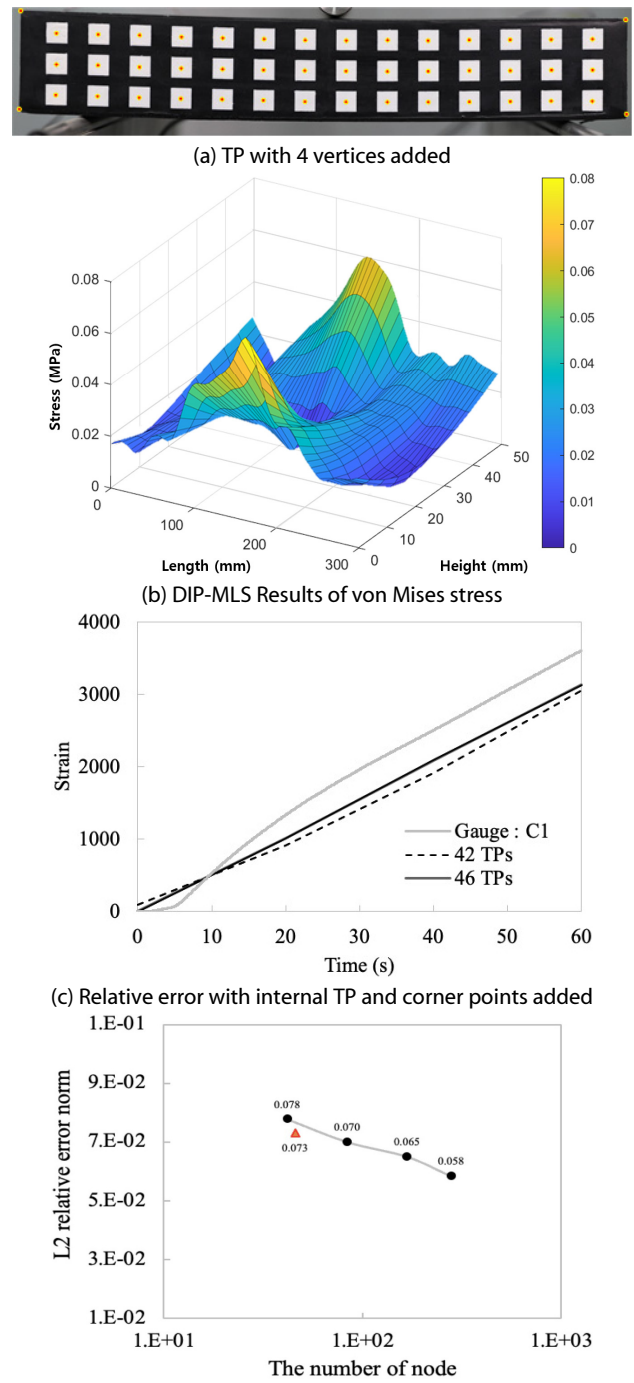 (a) TP with 4 vertices added
0.08
0.06
0.04
0.02
0
Stress (MPa)
0
100
200
300
Length (mm)
0
10
20
30
40
50
Height (mm)
0.08
0.07
0.06
0.05
0.04
0.03
0.02
0.01
0
(b) DIP-MLS Results of von Mises stress
4000
3000
2000
1000
0
Strain
Gauge : C1
42 TPs
46 TPs
0 10 20 30 40 50 60
Time (s)
(c) Relative error with internal TP and corner points added
1.E-01
9.E-02
7.E-02
5.E-02
3.E-02
1.E-02
L2 relative error norm
0.078
0.073
0.070
0.065
0.058
1.E+01 1.E+02 1.E+03
The number of node